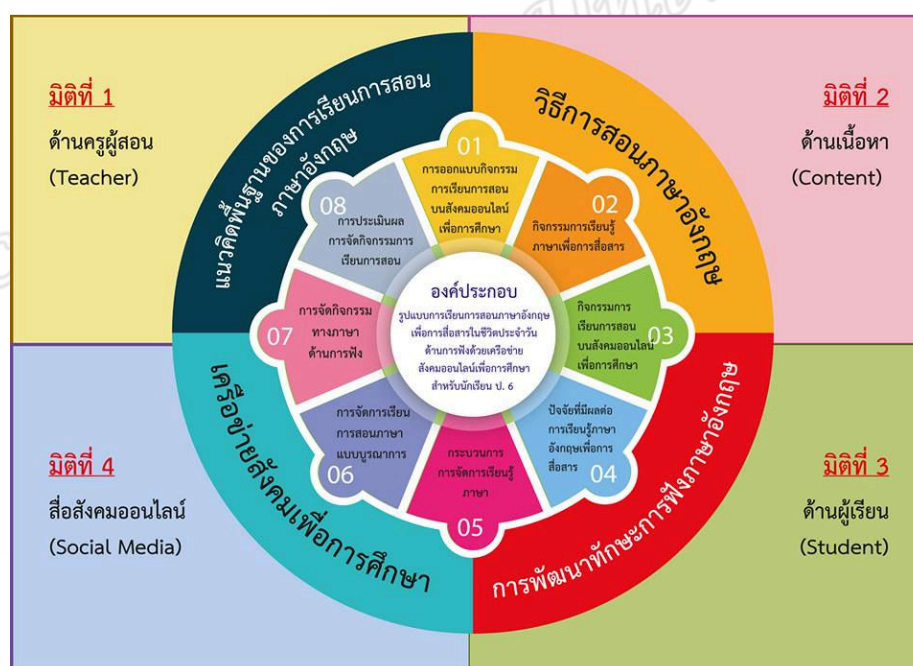 มิติที่ 1
ด้านครูผู้สอน
(Teacher)
มิติที่ 2
ด้านเนื้อหา
(Content)
แนวคิดพื้นฐานของการเรียนการสอน
ภาษาอังกฤษ
วิธีการสอนภาษาอังกฤษ
01
การออกแบบกิจกรรม
การเรียนการสอน
บนสังคมออนไลน์
เพื่อการศึกษา
02
กิจกรรมการเรียนรู้
ภาษาเพื่อการสื่อสาร
03
กิจกรรมการ
เรียนการสอน
บนสังคมออนไลน์
เพื่อการศึกษา
04
ปัจจัยที่มีผลต่อ
การเรียนรู้ภาษา
อังกฤษเพื่อการ
สื่อสาร
05
กระบวนการ
การจัดการเรียนรู้
ภาษา
06
การจัดการเรียน
การสอนภาษา
แบบบูรณาการ
07
การจัดกิจกรรม
ทางภาษา
ด้านการฟัง
08
การประเมินผล
การจัดกิจกรรมการ
เรียนการสอน
องค์ประกอบ
รูปแบบการเรียนการสอนภาษาอังกฤษ
เพื่อการสื่อสารในชีวิตประจำวัน
ด้านการฟังด้วยเครือข่าย
สังคมออนไลน์เพื่อการศึกษา
สำหรับนักเรียน ป. 6
เครือข่ายสังคมเพื่อการศึกษา
การพัฒนาทักษะการฟังภาษาอังกฤษ
มิติที่ 4
สื่อสังคมออนไลน์
(Social Media)
มิติที่ 3
ด้านผู้เรียน
(Student)